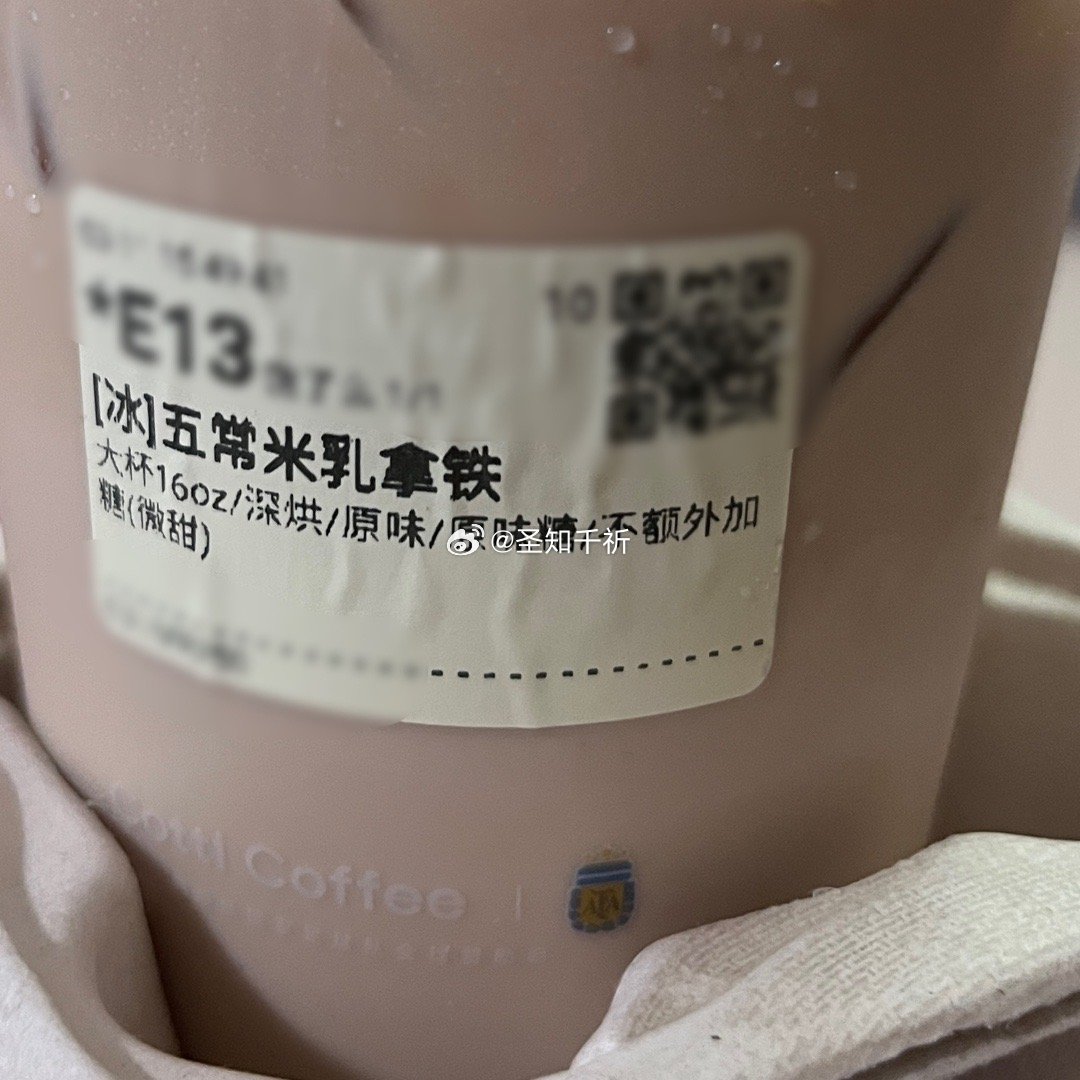 *E13
10
[冰]五常米乳拿铁
大杯16oz/深烘/原味/原味糖/不额外加
糖(微甜)
@圣知千祈
Coffee
AFA